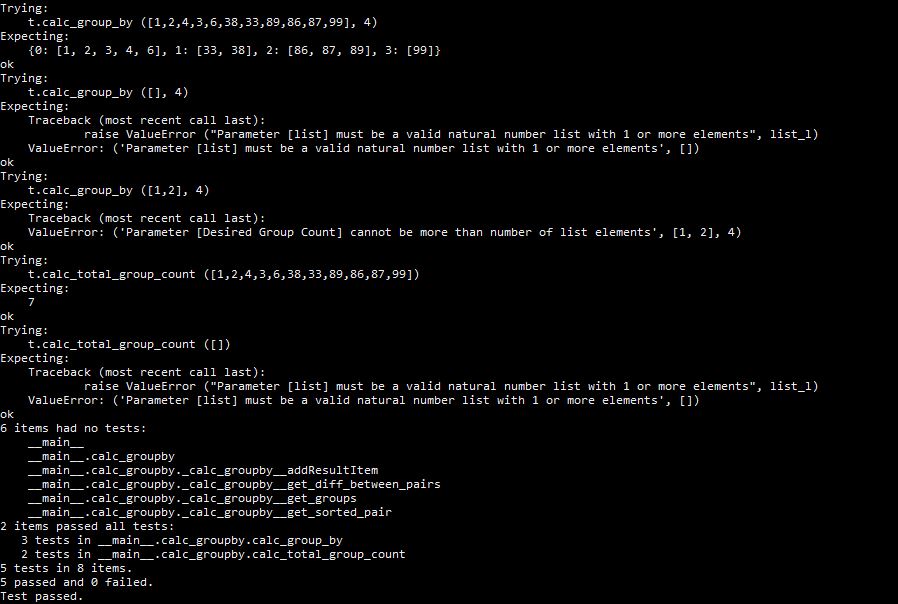 Trying:
    t.calc_group_by ([1,2,4,3,6,38,33,89,86,87,99], 4)
Expecting:
    {0: [1, 2, 3, 4, 6], 1: [33, 38], 2: [86, 87, 89], 3: [99]}
ok
Trying:
    t.calc_group_by ([], 4)
Expecting:
    Traceback (most recent call last):
            raise ValueError ("Parameter [list] must be a valid natural number list with 1 or more elements", list_l)
    ValueError: ('Parameter [list] must be a valid natural number list with 1 or more elements', [])
ok
Trying:
    t.calc_group_by ([1,2], 4)
Expecting:
    Traceback (most recent call last):
    ValueError: ('Parameter [Desired Group Count] cannot be more than number of list elements', [1, 2], 4)
ok
Trying:
    t.calc_total_group_count ([1,2,4,3,6,38,33,89,86,87,99])
Expecting:
    7
ok
Trying:
    t.calc_total_group_count ([])
Expecting:
    Traceback (most recent call last):
            raise ValueError ("Parameter [list] must be a valid natural number list with 1 or more elements", list_l)
    ValueError: ('Parameter [list] must be a valid natural number list with 1 or more elements', [])
ok
6 items had no tests:
    __main__
    __main__.calc_groupby
    __main__.calc_groupby._calc_groupby__addResultItem
    __main__.calc_groupby._calc_groupby__get_diff_between_pairs
    __main__.calc_groupby._calc_groupby__get_groups
    __main__.calc_groupby._calc_groupby__get_sorted_pair
2 items passed all tests:
   3 tests in __main__.calc_groupby.calc_group_by
   2 tests in __main__.calc_groupby.calc_total_group_count
5 tests in 8 items.
5 passed and 0 failed.
Test passed.